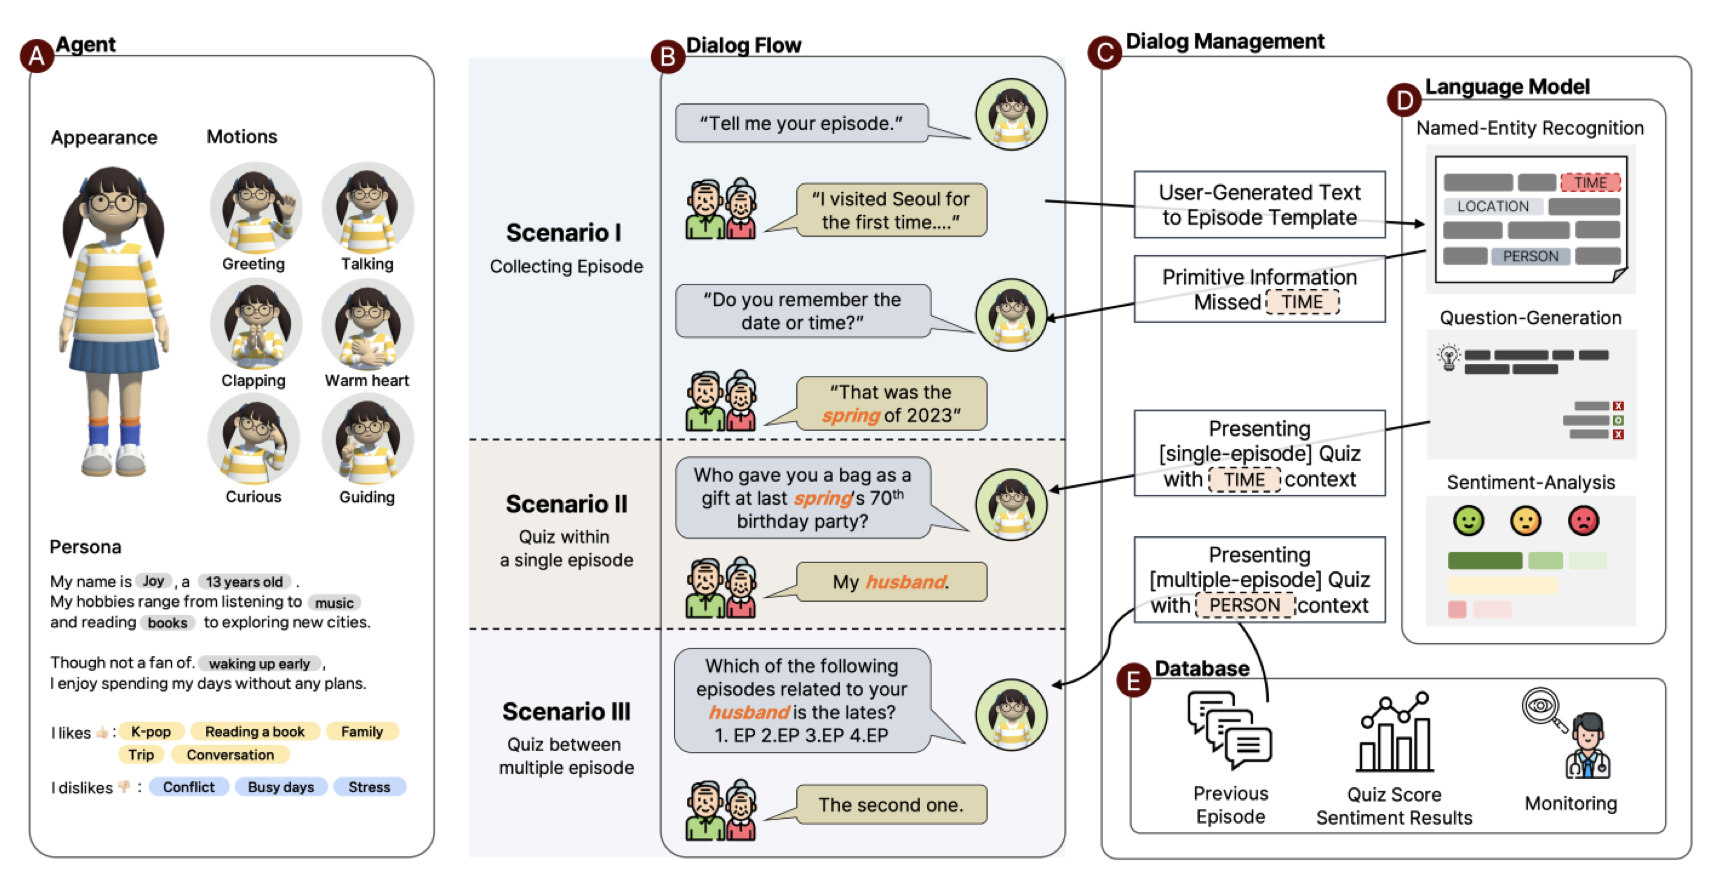 A Agent
Appearance
Motions
Greeting
Talking
Clapping
Warm heart
Curious
Guiding
Persona
My name is Joy , a 13 years old .
My hobbies range from listening to music
and reading books to exploring new cities.
Though not a fan of. waking up early ,
I enjoy spending my days without any plans.
I likes 👍🏻 : K-pop Reading a book Family
Trip Conversation
I dislikes 👎🏻 : Conflict Busy days Stress
Scenario I
Collecting Episode
Scenario II
Quiz within
a single episode
Scenario III
Quiz between
multiple episode
B Dialog Flow
“Tell me your episode.”
“I visited Seoul for
the first time....”
“Do you remember the
date or time?”
“That was the
spring of 2023”
Who gave you a bag as a
gift at last spring’s 70th
birthday party?
My husband.
Which of the following
episodes related to your
husband is the lates?
1. EP 2.EP 3.EP 4.EP
The second one.
C Dialog Management
User-Generated Text
to Episode Template
Primitive Information
Missed TIME
Presenting
[single-episode] Quiz
with TIME context
Presenting
[multiple-episode] Quiz
with PERSON context
D Language Model
Named-Entity Recognition
TIME
LOCATION
PERSON
Question-Generation
X
O
X
Sentiment-Analysis
E Database
Previous
Episode
Quiz Score
Sentiment Results
Monitoring